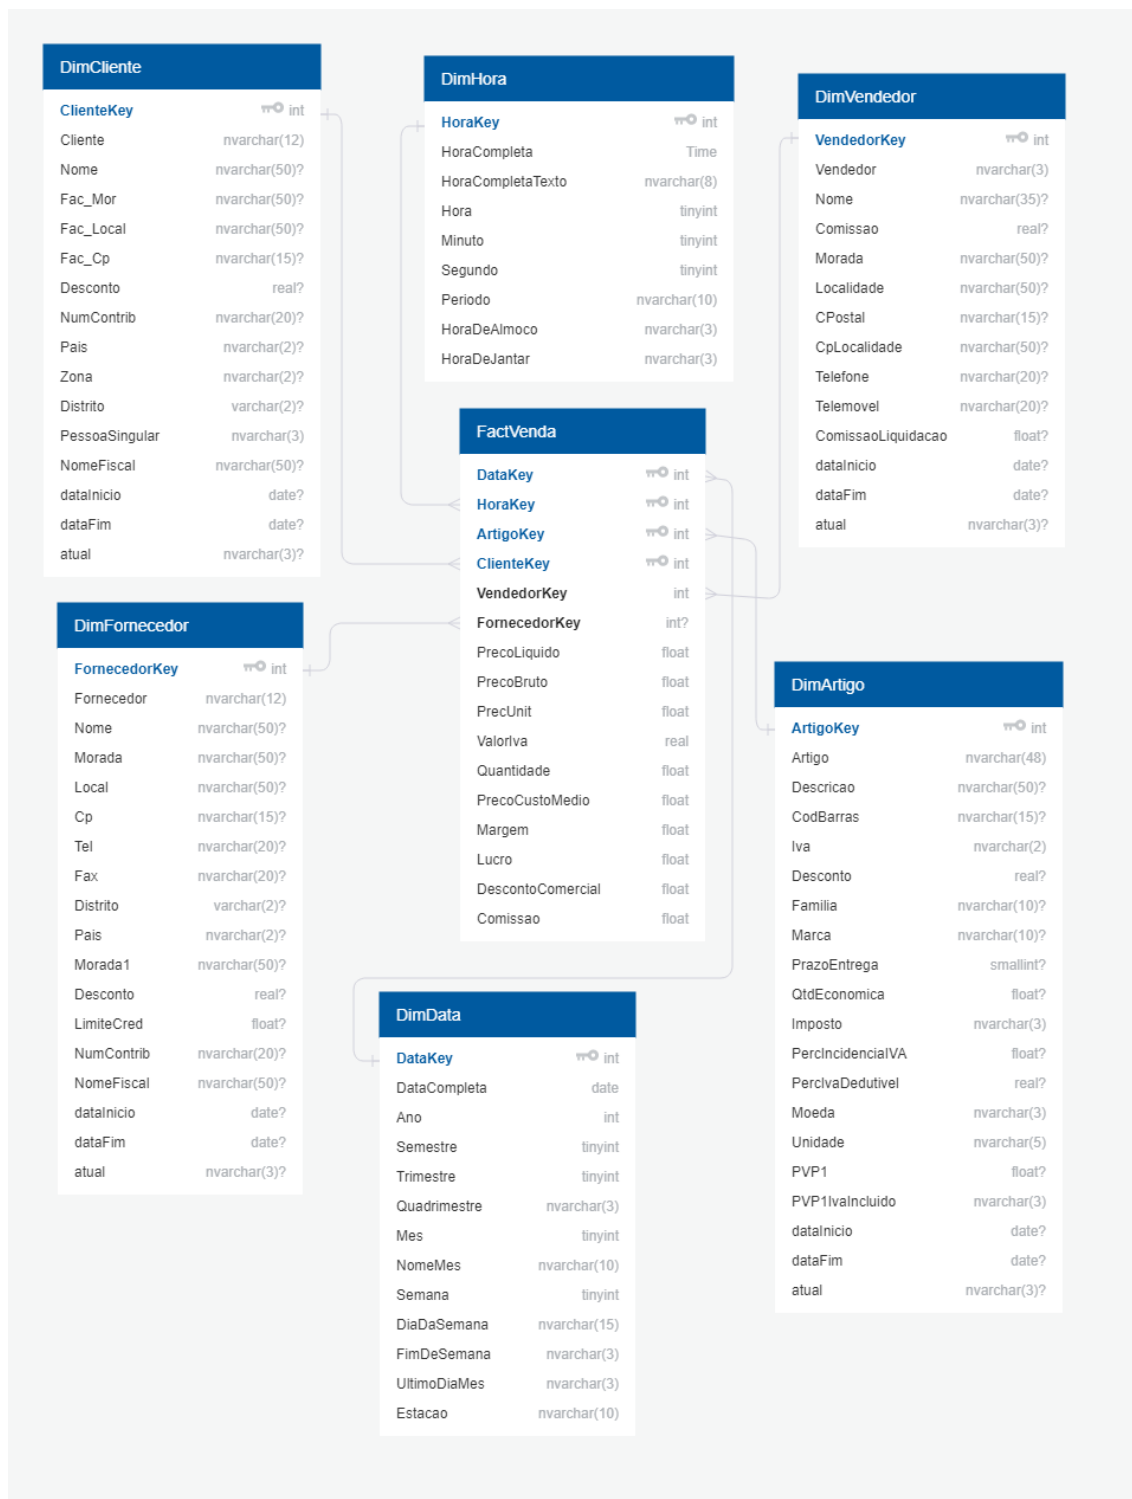 DimCliente
ClienteKey int
Cliente nvarchar(12)
Nome nvarchar(50)?
Fac_Mor nvarchar(50)?
Fac_Local nvarchar(50)?
Fac_Cp nvarchar(15)?
Desconto real?
NumContrib nvarchar(20)?
Pais nvarchar(2)?
Zona nvarchar(2)?
Distrito varchar(2)?
PessoaSingular nvarchar(3)
NomeFiscal nvarchar(50)?
dataInicio date?
dataFim date?
atual nvarchar(3)?
DimHora
HoraKey int
HoraCompleta Time
HoraCompletaTexto nvarchar(8)
Hora tinyint
Minuto tinyint
Segundo tinyint
Periodo nvarchar(10)
HoraDeAlmoco nvarchar(3)
HoraDeJantar nvarchar(3)
DimVendedor
VendedorKey int
Vendedor nvarchar(3)
Nome nvarchar(35)?
Comissao real?
Morada nvarchar(50)?
Localidade nvarchar(50)?
CPostal nvarchar(15)?
CpLocalidade nvarchar(50)?
Telefone nvarchar(20)?
Telemovel nvarchar(20)?
ComissaoLiquidacao float?
dataInicio date?
dataFim date?
atual nvarchar(3)?
FactVenda
DataKey int
HoraKey int
ArtigoKey int
ClienteKey int
VendedorKey int
FornecedorKey int?
PrecoLiquido float
PrecoBruto float
PrecUnit float
ValorIva real
Quantidade float
PrecoCustoMedio float
Margem float
Lucro float
DescontoComercial float
Comissao float
DimFornecedor
FornecedorKey int
Fornecedor nvarchar(12)
Nome nvarchar(50)?
Morada nvarchar(50)?
Local nvarchar(50)?
Cp nvarchar(15)?
Tel nvarchar(20)?
Fax nvarchar(20)?
Distrito varchar(2)?
Pais nvarchar(2)?
Morada1 nvarchar(50)?
Desconto real?
LimiteCred float?
NumContrib nvarchar(20)?
NomeFiscal nvarchar(50)?
dataInicio date?
dataFim date?
atual nvarchar(3)?
DimArtigo
ArtigoKey int
Artigo nvarchar(48)
Descricao nvarchar(50)?
CodBarras nvarchar(15)?
Iva nvarchar(2)
Desconto real?
Familia nvarchar(10)?
Marca nvarchar(10)?
PrazoEntrega smallint?
QtdEconomica float?
Imposto nvarchar(3)
PercIncidenciaIVA float?
PercIvaDedutivel real?
Moeda nvarchar(3)
Unidade nvarchar(5)
PVP1 float?
PVP1IvaIncluido nvarchar(3)
dataInicio date?
dataFim date?
atual nvarchar(3)?
DimData
DataKey int
DataCompleta date
Ano int
Semestre tinyint
Trimestre tinyint
Quadrimestre nvarchar(3)
Mes tinyint
NomeMes nvarchar(10)
Semana tinyint
DiaDaSemana nvarchar(15)
FimDeSemana nvarchar(3)
UltimoDiaMes nvarchar(3)
Estacao nvarchar(10)